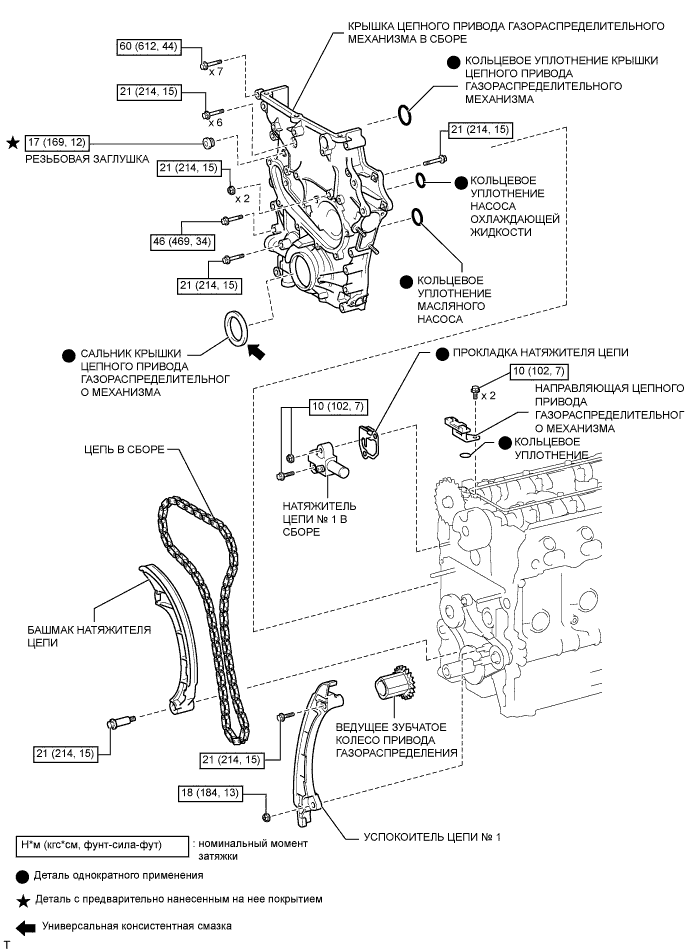 КРЫШКА ЦЕПНОГО ПРИВОДА ГАЗОРАСПРЕДЕЛИТЕЛЬНОГО
МЕХАНИЗМА В СБОРЕ
60 (612, 44)
x 7
КОЛЬЦЕВОЕ УПЛОТНЕНИЕ КРЫШКИ
ЦЕПНОГО ПРИВОДА
ГАЗОРАСПРЕДЕЛИТЕЛЬНОГО
МЕХАНИЗМА
21 (214, 15)
x 6
21 (214, 15)
17 (169, 12)
РЕЗЬБОВАЯ ЗАГЛУШКА
21 (214, 15)
x 2
КОЛЬЦЕВОЕ
УПЛОТНЕНИЕ
НАСОСА
ОХЛАЖДАЮЩЕЙ
ЖИДКОСТИ
46 (469, 34)
21 (214, 15)
КОЛЬЦЕВОЕ
УПЛОТНЕНИЕ
МАСЛЯНОГО
НАСОСА
САЛЬНИК КРЫШКИ
ЦЕПНОГО ПРИВОДА
ГАЗОРАСПРЕДЕЛИТЕЛЬНОГ
О МЕХАНИЗМА
ПРОКЛАДКА НАТЯЖИТЕЛЯ ЦЕПИ
10 (102, 7)
x 2
НАПРАВЛЯЮЩАЯ ЦЕПНОГО
ПРИВОДА
ГАЗОРАСПРЕДЕЛИТЕЛЬНОГ
О МЕХАНИЗМА
10 (102, 7)
КОЛЬЦЕВОЕ
УПЛОТНЕНИЕ
ЦЕПЬ В СБОРЕ
НАТЯЖИТЕЛЬ
ЦЕПИ № 1 В
СБОРЕ
БАШМАК НАТЯЖИТЕЛЯ
ЦЕПИ
ВЕДУЩЕЕ ЗУБЧАТОЕ
КОЛЕСО ПРИВОДА
ГАЗОРАСПРЕДЕЛЕНИЯ
21 (214, 15)
21 (214, 15)
18 (184, 13)
УСПОКОИТЕЛЬ ЦЕПИ № 1
Н*м (кгс*см, фунт-сила-фут)
: номинальный момент
затяжки
Деталь однократного применения
Деталь с предварительно нанесенным на нее покрытием
Универсальная консистентная смазка
T